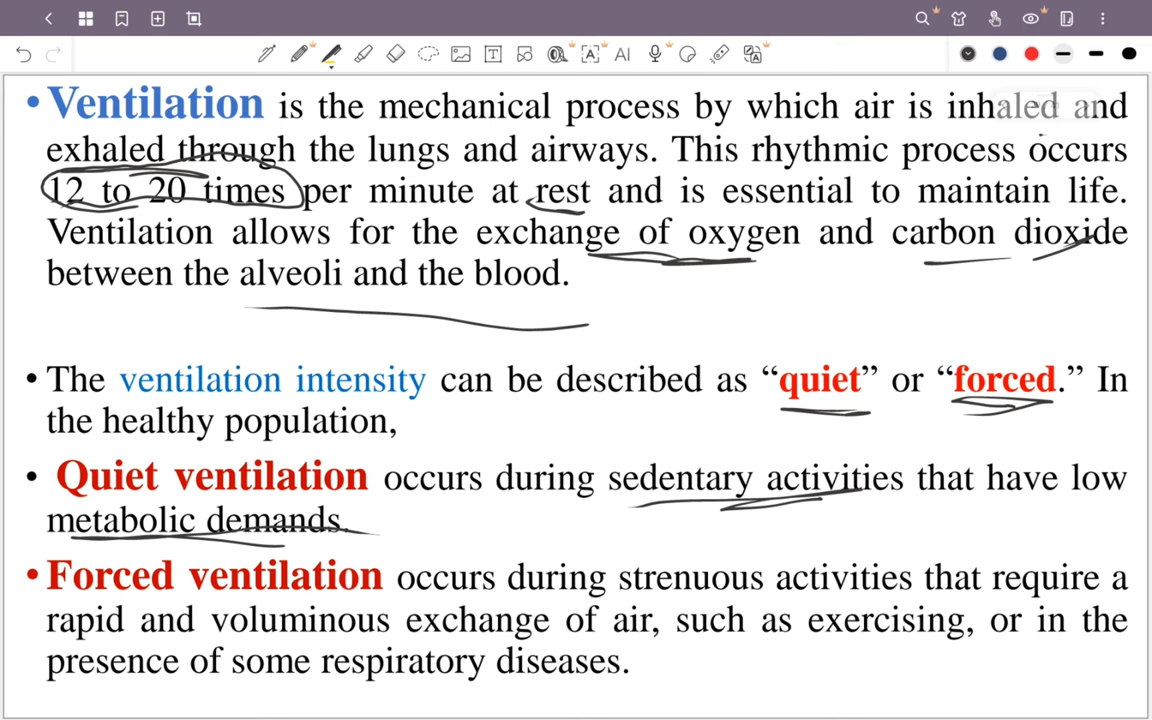 AI
• Ventilation is the mechanical process by which air is inhaled and
exhaled through the lungs and airways. This rhythmic process occurs
12 to 20 times per minute at rest and is essential to maintain life.
Ventilation allows for the exchange of oxygen and carbon dioxide
between the alveoli and the blood.
• The ventilation intensity can be described as “quiet” or “forced.” In
the healthy population,
• Quiet ventilation occurs during sedentary activities that have low
metabolic demands.
• Forced ventilation occurs during strenuous activities that require a
rapid and voluminous exchange of air, such as exercising, or in the
presence of some respiratory diseases.